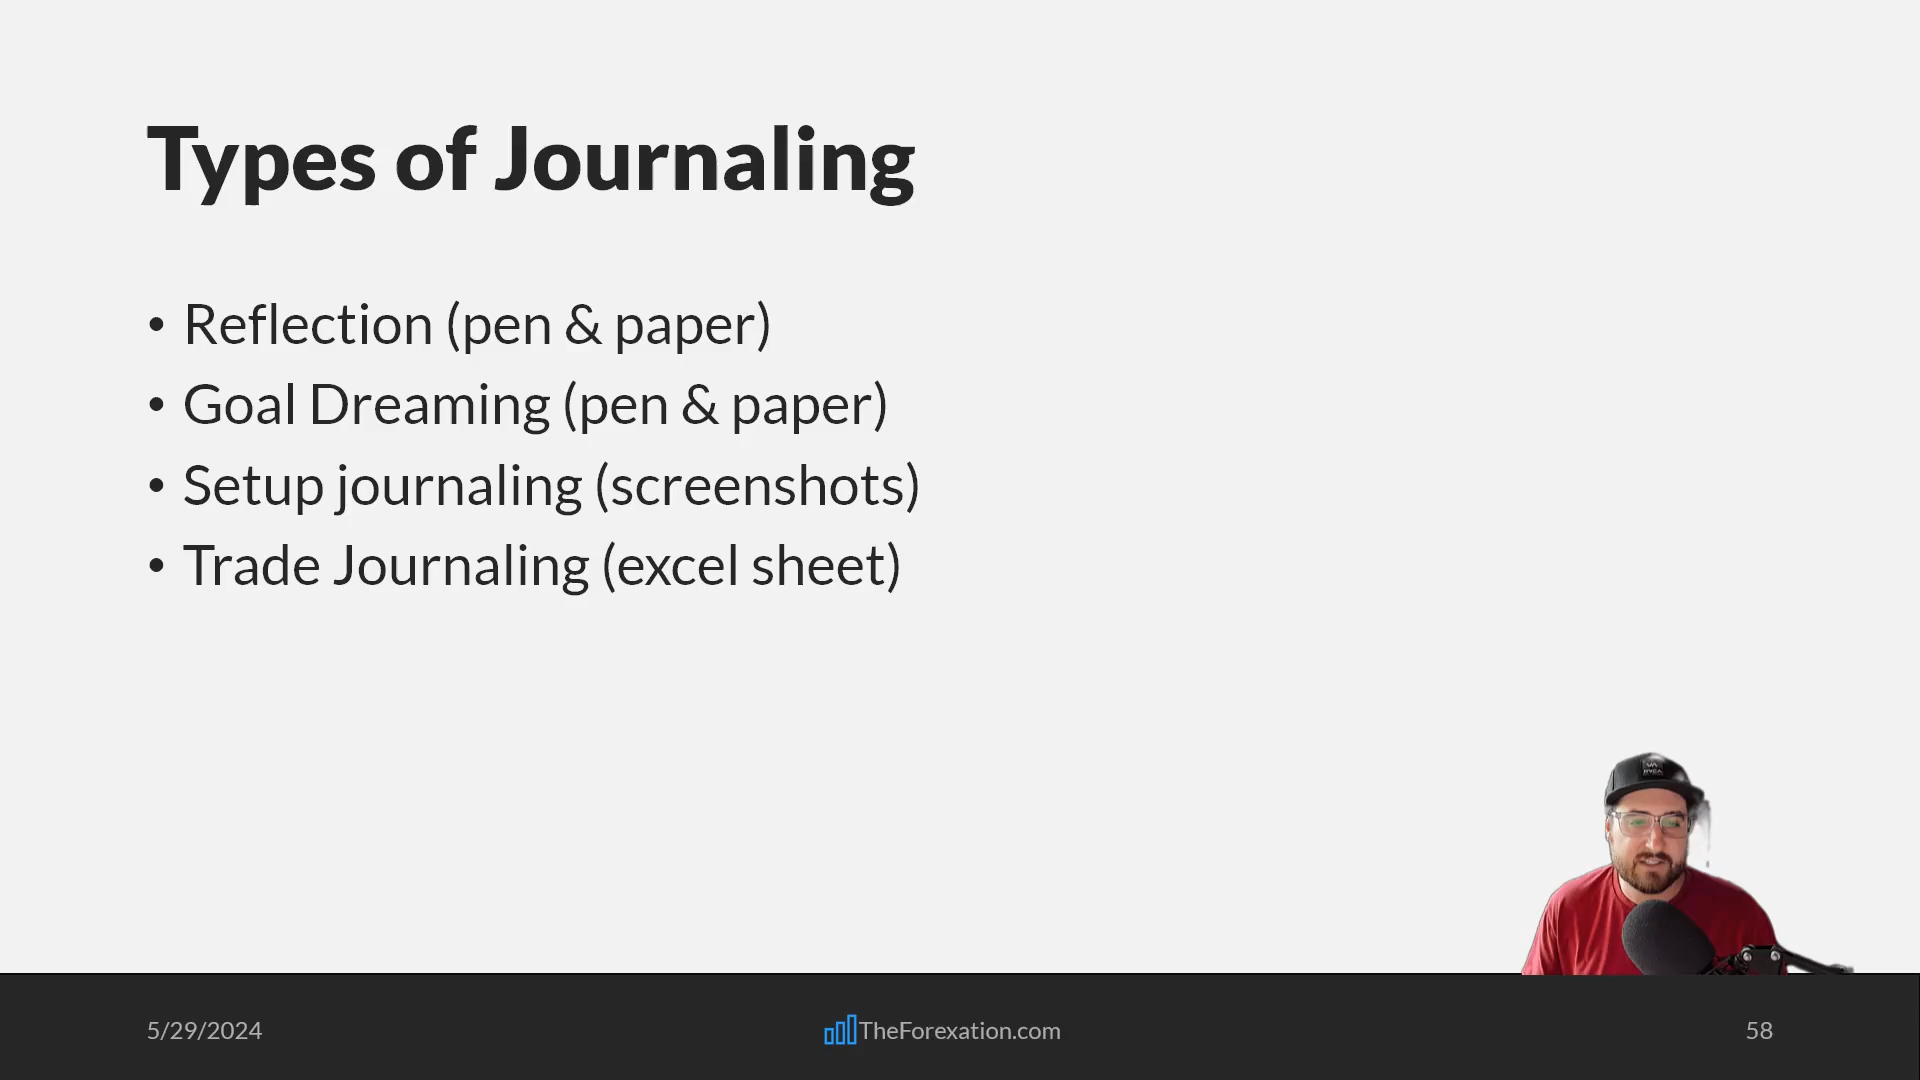 Types of Journaling
• Reflection (pen & paper)
• Goal Dreaming (pen & paper)
• Setup journaling (screenshots)
• Trade Journaling (excel sheet)
RVCA
5/29/2024
TheForexation.com
58